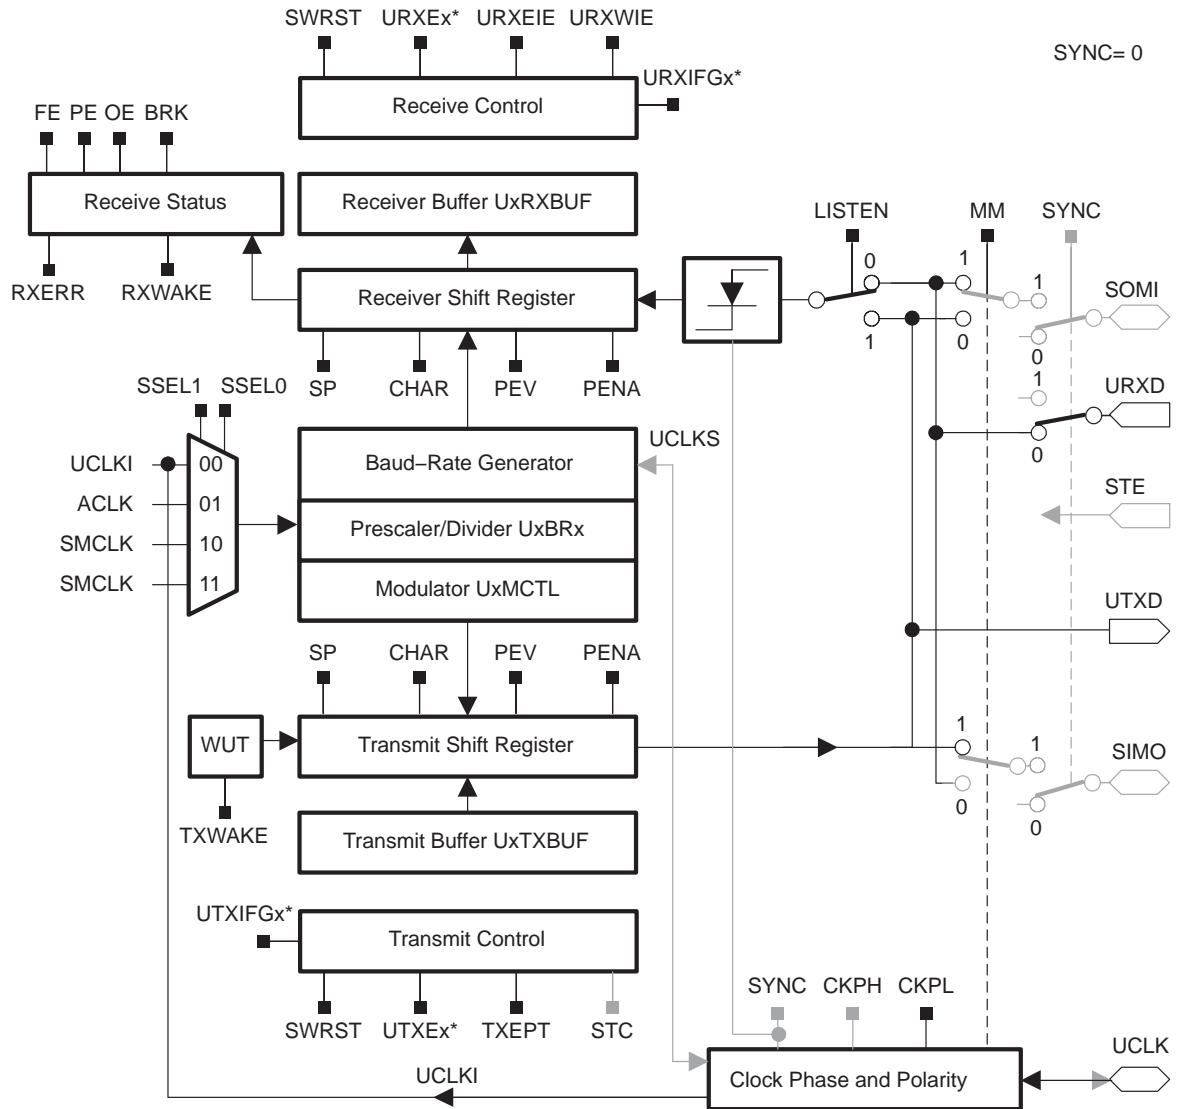 SWRST URXEx* URXEIE URXWIE
SYNC= 0
URXIFGx*
Receive Control
FE PE OE BRK
Receive Status
Receiver Buffer UxRXBUF
LISTEN MM SYNC
RXERR RXWAKE
Receiver Shift Register
0 1 1
SOMI
1 0 0
SP CHAR PEV PENA
SSEL1 SSEL0
1
URXD
UCLKS
0
UCLKI 00
Baud–Rate Generator
ACLK 01
STE
Prescaler/Divider UxBRx
SMCLK 10
SMCLK 11
Modulator UxMCTL
UTXD
SP CHAR PEV PENA
WUT
Transmit Shift Register
1 1
SIMO
0 0
TXWAKE
Transmit Buffer UxTXBUF
UTXIFGx*
Transmit Control
SYNC CKPH CKPL
SWRST UTXEx* TXEPT STC
UCLK
UCLKI
Clock Phase and Polarity